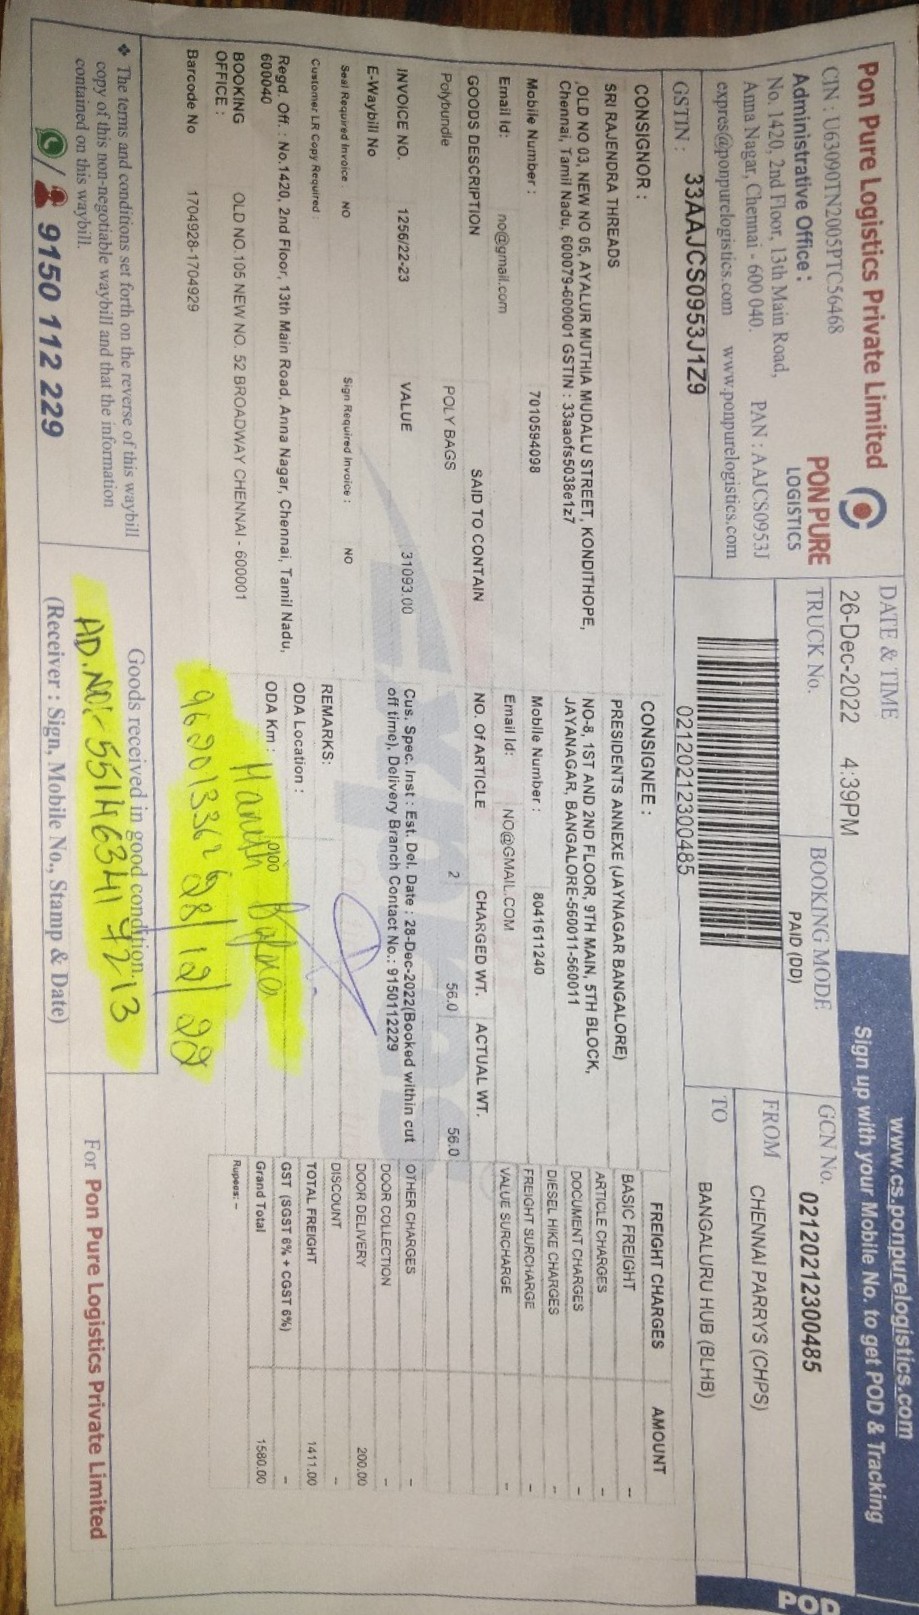 Pon Pure Logistics Private Limited
CIN : U63090TN2005PTC56468
Administrative Office :
No. 1420, 2nd Floor, 13th Main Road,
Anna Nagar, Chennai - 600 040. PAN : AAJCS0953J
expres@ponpurelogistics.com www.ponpurelogistics.com
PONPURE
LOGISTICS
GSTIN : 33AAJCS0953J1Z9
DATE & TIME
26-Dec-2022 4:39PM
TRUCK No.
BOOKING MODE
PAID (DD)
www.cs.ponpurelogistics.com
Sign up with your Mobile No. to get POD & Tracking
GCN No. 02120212300485
FROM CHENNAI PARRYS (CHPS)
TO BANGALURU HUB (BLHB)
POD
02120212300485
CONSIGNOR :
SRI RAJENDRA THREADS
,OLD NO 03, NEW NO 05, AYALUR MUTHIA MUDALU STREET, KONDITHOPE,
Chennai, Tamil Nadu, 600079-600001 GSTIN : 33aaofs5038e1z7
Mobile Number : 7010594098
Email Id: no@gmail.com
CONSIGNEE :
PRESIDENTS ANNEXE (JAYNAGAR BANGALORE)
NO-8, 1ST AND 2ND FLOOR, 9TH MAIN, 5TH BLOCK,
JAYANAGAR, BANGALORE-560011-560011
Mobile Number : 8041611240
Email Id: NO@GMAIL.COM
GOODS DESCRIPTION SAID TO CONTAIN NO. Of ARTICLE CHARGED WT. ACTUAL WT.
Polybundle POLY BAGS 2 56.0 56.0
INVOICE NO. 1256/22-23 VALUE 31093.00
E-Waybill No
Seal Required Invoice NO Sign Required Invoice : NO
Customer LR Copy Required :
Regd. Off. : No.1420, 2nd Floor, 13th Main Road, Anna Nagar, Chennai, Tamil Nadu,
600040
BOOKING OFFICE : OLD NO.105 NEW NO. 52 BROADWAY CHENNAI - 600001
Barcode No 1704928-1704929
Cus. Spec. Inst : Est. Del. Date : 28-Dec-2022(Booked within cut
off time), Delivery Branch Contact No.: 9150112229
REMARKS:
ODA Location :
ODA Km :
28/12/22
FREIGHT CHARGES AMOUNT
BASIC FREIGHT --
ARTICLE CHARGES --
DOCUMENT CHARGES --
DIESEL HIKE CHARGES --
FREIGHT SURCHARGE --
VALUE SURCHARGE --
OTHER CHARGES --
DOOR COLLECTION --
DOOR DELIVERY 200.00
DISCOUNT --
TOTAL FREIGHT 1411.00
GST (SGST 6% + CGST 6%) --
Grand Total 1580.00
Rupees: –
❖ The terms and conditions set forth on the reverse of this waybill
copy of this non-negotiable waybill and that the information
contained on this waybill.
/ 9150 112 229
Goods received in good condition.
AD.NO:- 551463417213
(Receiver : Sign, Mobile No., Stamp & Date)
For Pon Pure Logistics Private Limited